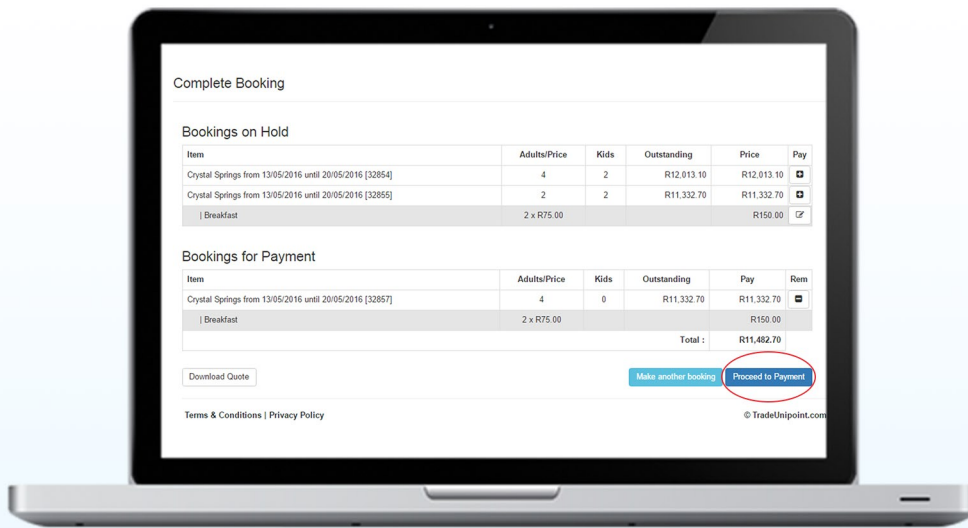 Complete Booking
Bookings on Hold
Item Adults/Price Kids Outstanding Price Pay
Crystal Springs from 13/05/2016 until 20/05/2016 [32854] 4 2 R12,013.10 R12,013.10
Crystal Springs from 13/05/2016 until 20/05/2016 [32855] 2 2 R11,332.70 R11,332.70
| Breakfast 2 x R75.00 R150.00
Bookings for Payment
Item Adults/Price Kids Outstanding Pay Rem
Crystal Springs from 13/05/2016 until 20/05/2016 [32857] 4 0 R11,332.70 R11,332.70
| Breakfast 2 x R75.00 R150.00
Total : R11,482.70
Download Quote Make another booking Proceed to Payment
Terms & Conditions | Privacy Policy © TradeUnipoint.com